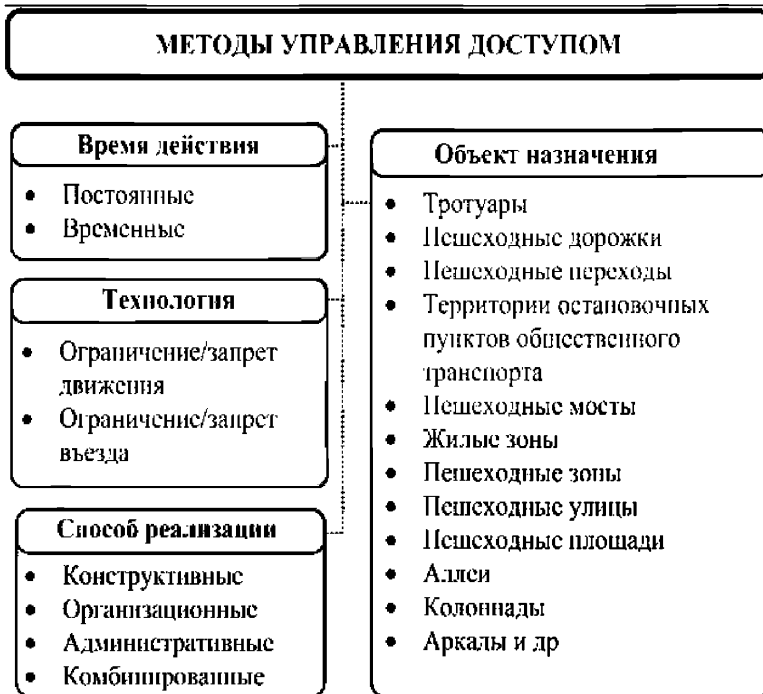 МЕТОДЫ УПРАВЛЕНИЯ ДОСТУПОМ
Время действия
• Постоянные
• Временные
Технология
• Ограничение/запрет
движения
• Ограничение/запрет
въезда
Способ реализации
• Конструктивные
• Организационные
• Административные
• Комбинированные
Объект назначения
• Тротуары
• Пешеходные дорожки
• Пешеходные переходы
• Территории остановочных
пунктов общественного
транспорта
• Пешеходные мосты
• Жилые зоны
• Пешеходные зоны
• Пешеходные улицы
• Пешеходные площади
• Аллеи
• Колоннады
• Аркады и др